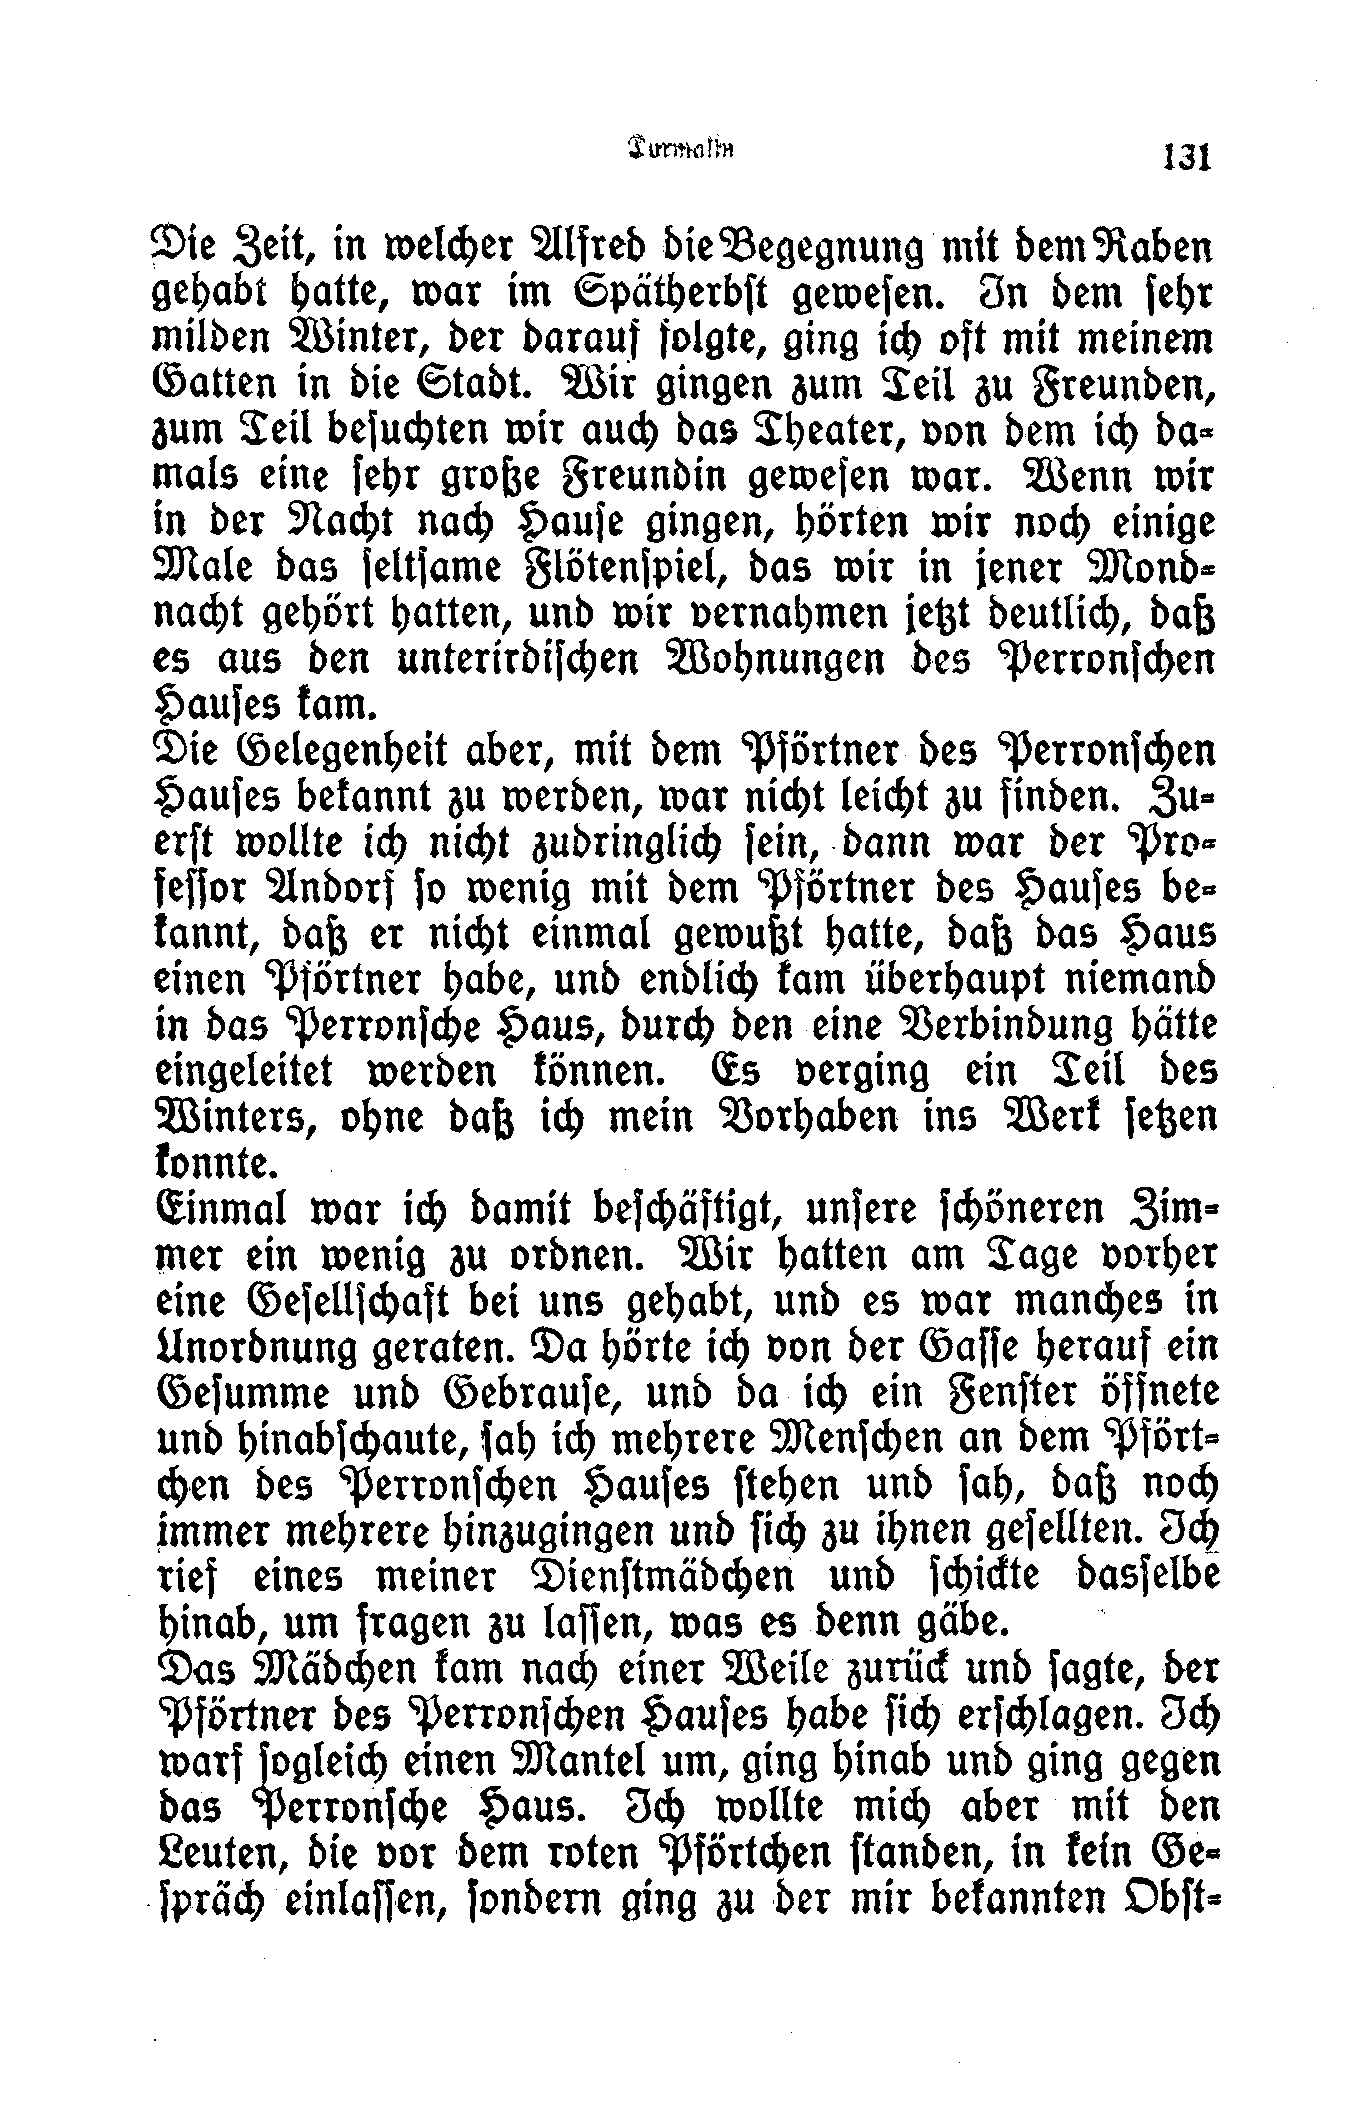 Turmalin 131
Die Zeit, in welcher Alfred die Begegnung mit dem Raben
gehabt hatte, war im Spätherbst gewesen. In dem sehr
milden Winter, der darauf folgte, ging ich oft mit meinem
Gatten in die Stadt. Wir gingen zum Teil zu Freunden,
zum Teil besuchten wir auch das Theater, von dem ich da-
mals eine sehr große Freundin gewesen war. Wenn wir
in der Nacht nach Hause gingen, hörten wir noch einige
Male das seltsame Flötenspiel, das wir in jener Mond-
nacht gehört hatten, und wir vernahmen jetzt deutlich, daß
es aus den unterirdischen Wohnungen des Perronschen
Hauses kam.
Die Gelegenheit aber, mit dem Pförtner des Perronschen
Hauses bekannt zu werden, war nicht leicht zu finden. Zu-
erst wollte ich nicht zudringlich sein, dann war der Pro-
fessor Andorf so wenig mit dem Pförtner des Hauses be-
kannt, daß er nicht einmal gewußt hatte, daß das Haus
einen Pförtner habe, und endlich kam überhaupt niemand
in das Perronsche Haus, durch den eine Verbindung hätte
eingeleitet werden können. Es verging ein Teil des
Winters, ohne daß ich mein Vorhaben ins Werk setzen
konnte.
Einmal war ich damit beschäftigt, unsere schöneren Zim-
mer ein wenig zu ordnen. Wir hatten am Tage vorher
eine Gesellschaft bei uns gehabt, und es war manches in
Unordnung geraten. Da hörte ich von der Gasse herauf ein
Gesumme und Gebrause, und da ich ein Fenster öffnete
und hinabschaute, sah ich mehrere Menschen an dem Pfört-
chen des Perronschen Hauses stehen und sah, daß noch
immer mehrere hinzugingen und sich zu ihnen gesellten. Ich
rief eines meiner Dienstmädchen und schickte dasselbe
hinab, um fragen zu lassen, was es denn gäbe.
Das Mädchen kam nach einer Weile zurück und sagte, der
Pförtner des Perronschen Hauses habe sich erschlagen. Ich
warf sogleich einen Mantel um, ging hinab und ging gegen
das Perronsche Haus. Ich wollte mich aber mit den
Leuten, die vor dem roten Pförtchen standen, in kein Ge-
spräch einlassen, sondern ging zu der mir bekannten Obst-